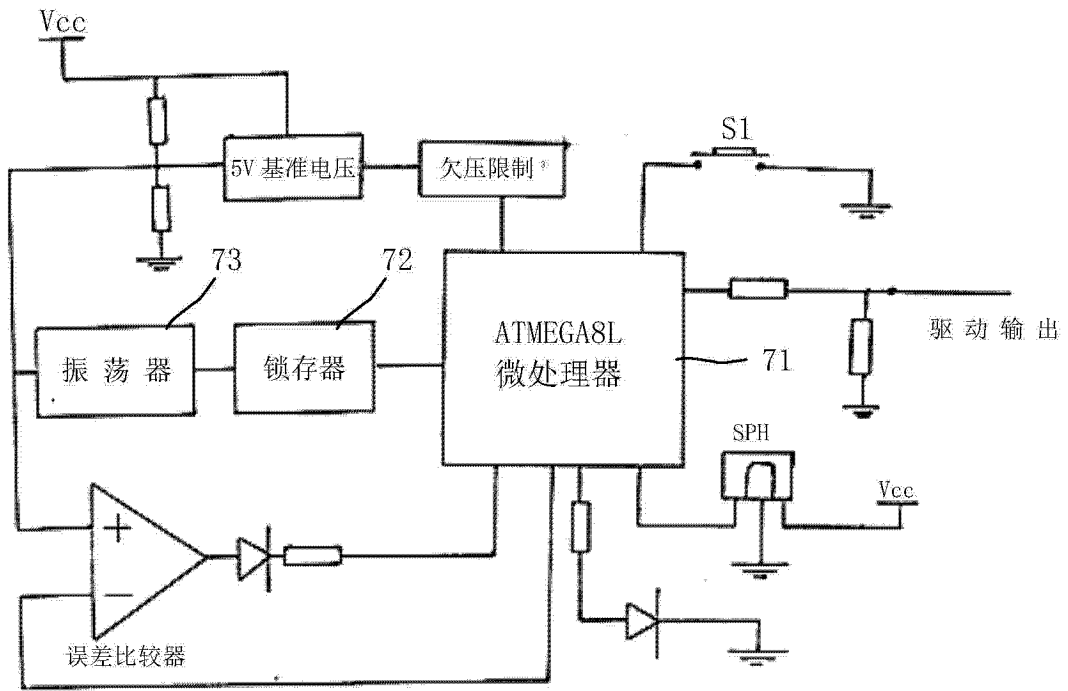 Vcc
S1
5V 基准电压
欠压限制
73
72
振荡器
锁存器
ATMEGA8L
微处理器
71
驱动输出
SPH
Vcc
+
−
误差比较器